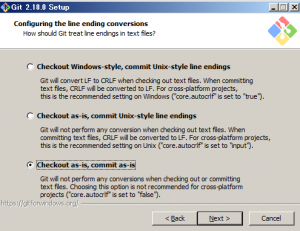 Git 2.18.0 Setup
Configuring the line ending conversions
How should Git treat line endings in text files?
Checkout Windows-style, commit Unix-style line endings
Git will convert LF to CRLF when checking out text files. When committing
text files, CRLF will be converted to LF. For cross-platform projects,
this is the recommended setting on Windows ("core.autocrlf" is set to "true").
Checkout as-is, commit Unix-style line endings
Git will not perform any conversion when checking out text files. When
committing text files, CRLF will be converted to LF. For cross-platform projects,
this is the recommended setting on Unix ("core.autocrlf" is set to "input").
Checkout as-is, commit as-is
Git will not perform any conversions when checking out or committing
text files. Choosing this option is not recommended for cross-platform
projects ("core.autocrlf" is set to "false").
https://gitforwindows.org/
< Back
Next >
Cancel